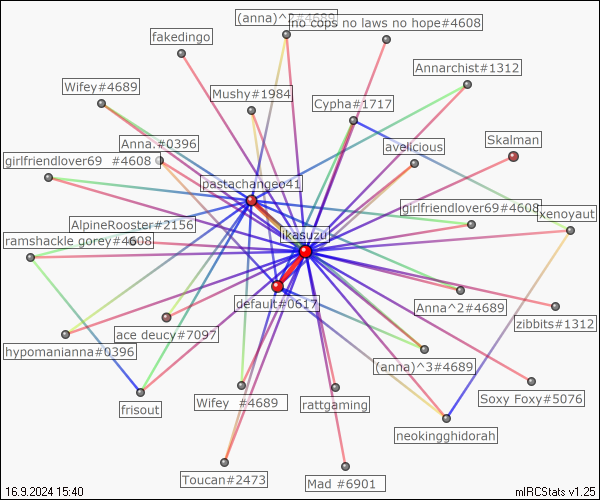 (anna)^2#4689
no cops no laws no hope#4608
fakedingo
Annarchist#1312
Wifey#4689
Mushy#1984
Cypha#1717
Anna.#0396
avelicious
Skalman
girlfriendlover69 #4608
pastachangeo41
girlfriendlover69#4608
xenoyaut
AlpineRooster#2156
ikasuzu
ramshackle gorey#4608
default#0617
Anna^2#4689
zibbits#1312
ace deucy#7097
hypomanianna#0396
(anna)^3#4689
Soxy Foxy#5076
frisout
Wifey #4689
rattgaming
neokingghidorah
Toucan#2473
Mad #6901
16.9.2024 15:40
mIRCStats v1.25